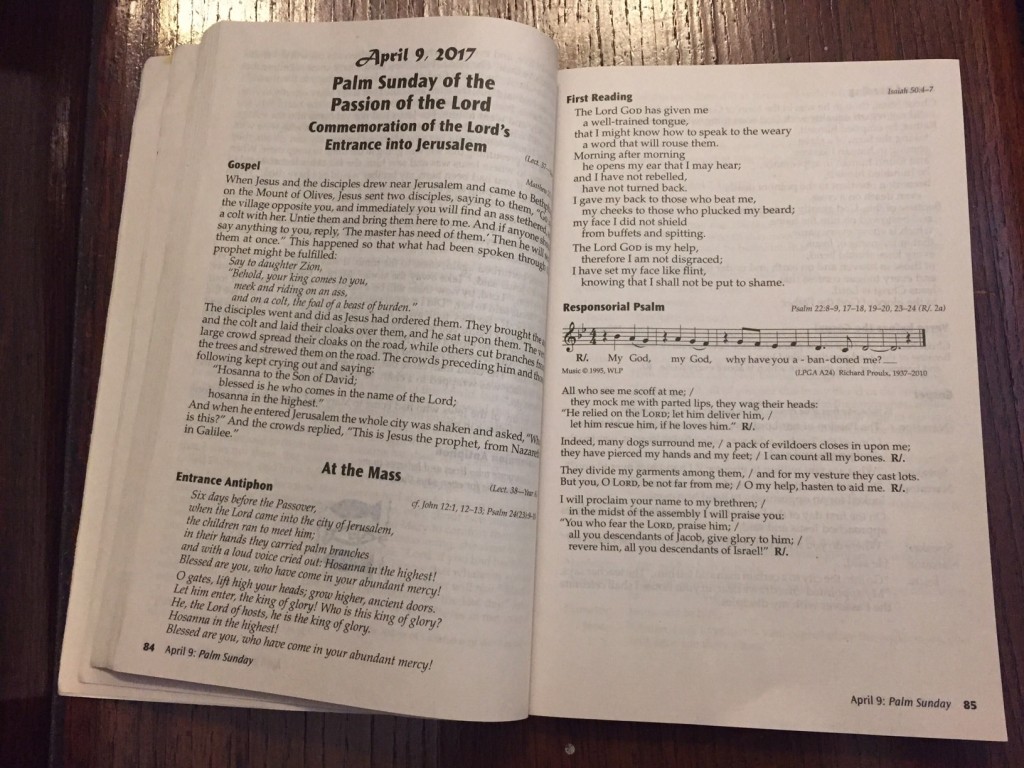 April 9, 2017
Palm Sunday of the
Passion of the Lord
Commemoration of the Lord's
Entrance into Jerusalem
(Lect. 37—
Gospel
Matthew
When Jesus and the disciples drew near Jerusalem and came to
on the Mount of Olives, Jesus sent two disciples, saying to them, "Go
the village opposite you, and immediately you will find an ass tethered,
a colt with her. Untie them and bring them here to me. And if anyone
say anything to you, reply, 'The master has need of them.' Then he will
them at once." This happened so that what had been spoken through
prophet might be fulfilled:
Say to daughter Zion,
"Behold, your king comes to you,
meek and riding on an ass,
and on a colt, the foal of a beast of burden."
The disciples went and did as Jesus had ordered them. They brought the
and the colt and laid their cloaks over them, and he sat upon them. The
large crowd spread their cloaks on the road, while others cut branches
the trees and strewed them on the road. The crowds preceding him and
following kept crying out and saying:
"Hosanna to the Son of David;
blessed is he who comes in the name of the Lord;
hosanna in the highest."
And when he entered Jerusalem the whole city was shaken and asked,
is this?" And the crowds replied, "This is Jesus the prophet, from
in Galilee."
At the Mass
(Lect. 38—Year
Entrance Antiphon
cf. John 12:1, 12–13; Psalm 24(23):
Six days before the Passover,
when the Lord came into the city of Jerusalem,
the children ran to meet him;
in their hands they carried palm branches
and with a loud voice cried out: Hosanna in the highest!
Blessed are you, who have come in your abundant mercy!
O gates, lift high your heads; grow higher, ancient doors.
Let him enter, the king of glory! Who is this king of glory?
He, the Lord of hosts, he is the king of glory.
Hosanna in the highest!
Blessed are you, who have come in your abundant mercy!
84 April 9: Palm Sunday
First Reading
Isaiah 50:4–7
The Lord GOD has given me
a well-trained tongue,
that I might know how to speak to the weary
a word that will rouse them.
Morning after morning
he opens my ear that I may hear;
and I have not rebelled,
have not turned back.
I gave my back to those who beat me,
my cheeks to those who plucked my beard;
my face I did not shield
from buffets and spitting.
The Lord GOD is my help,
therefore I am not disgraced;
I have set my face like flint,
knowing that I shall not be put to shame.
Responsorial Psalm
Psalm 22:8–9, 17–18, 19–20, 23–24 (R/. 2a)
R/. My God, my God, why have you a - ban-doned me?
Music © 1995, WLP
(LPGA A24) Richard Proulx, 1937–2010
All who see me scoff at me; /
they mock me with parted lips, they wag their heads:
"He relied on the LORD; let him deliver him, /
let him rescue him, if he loves him." R/.
Indeed, many dogs surround me, / a pack of evildoers closes in upon me;
they have pierced my hands and my feet; / I can count all my bones. R/.
They divide my garments among them, / and for my vesture they cast lots.
But you, O LORD, be not far from me; / O my help, hasten to aid me. R/.
I will proclaim your name to my brethren; /
in the midst of the assembly I will praise you:
"You who fear the LORD, praise him; /
all you descendants of Jacob, give glory to him; /
revere him, all you descendants of Israel!" R/.
April 9: Palm Sunday 85